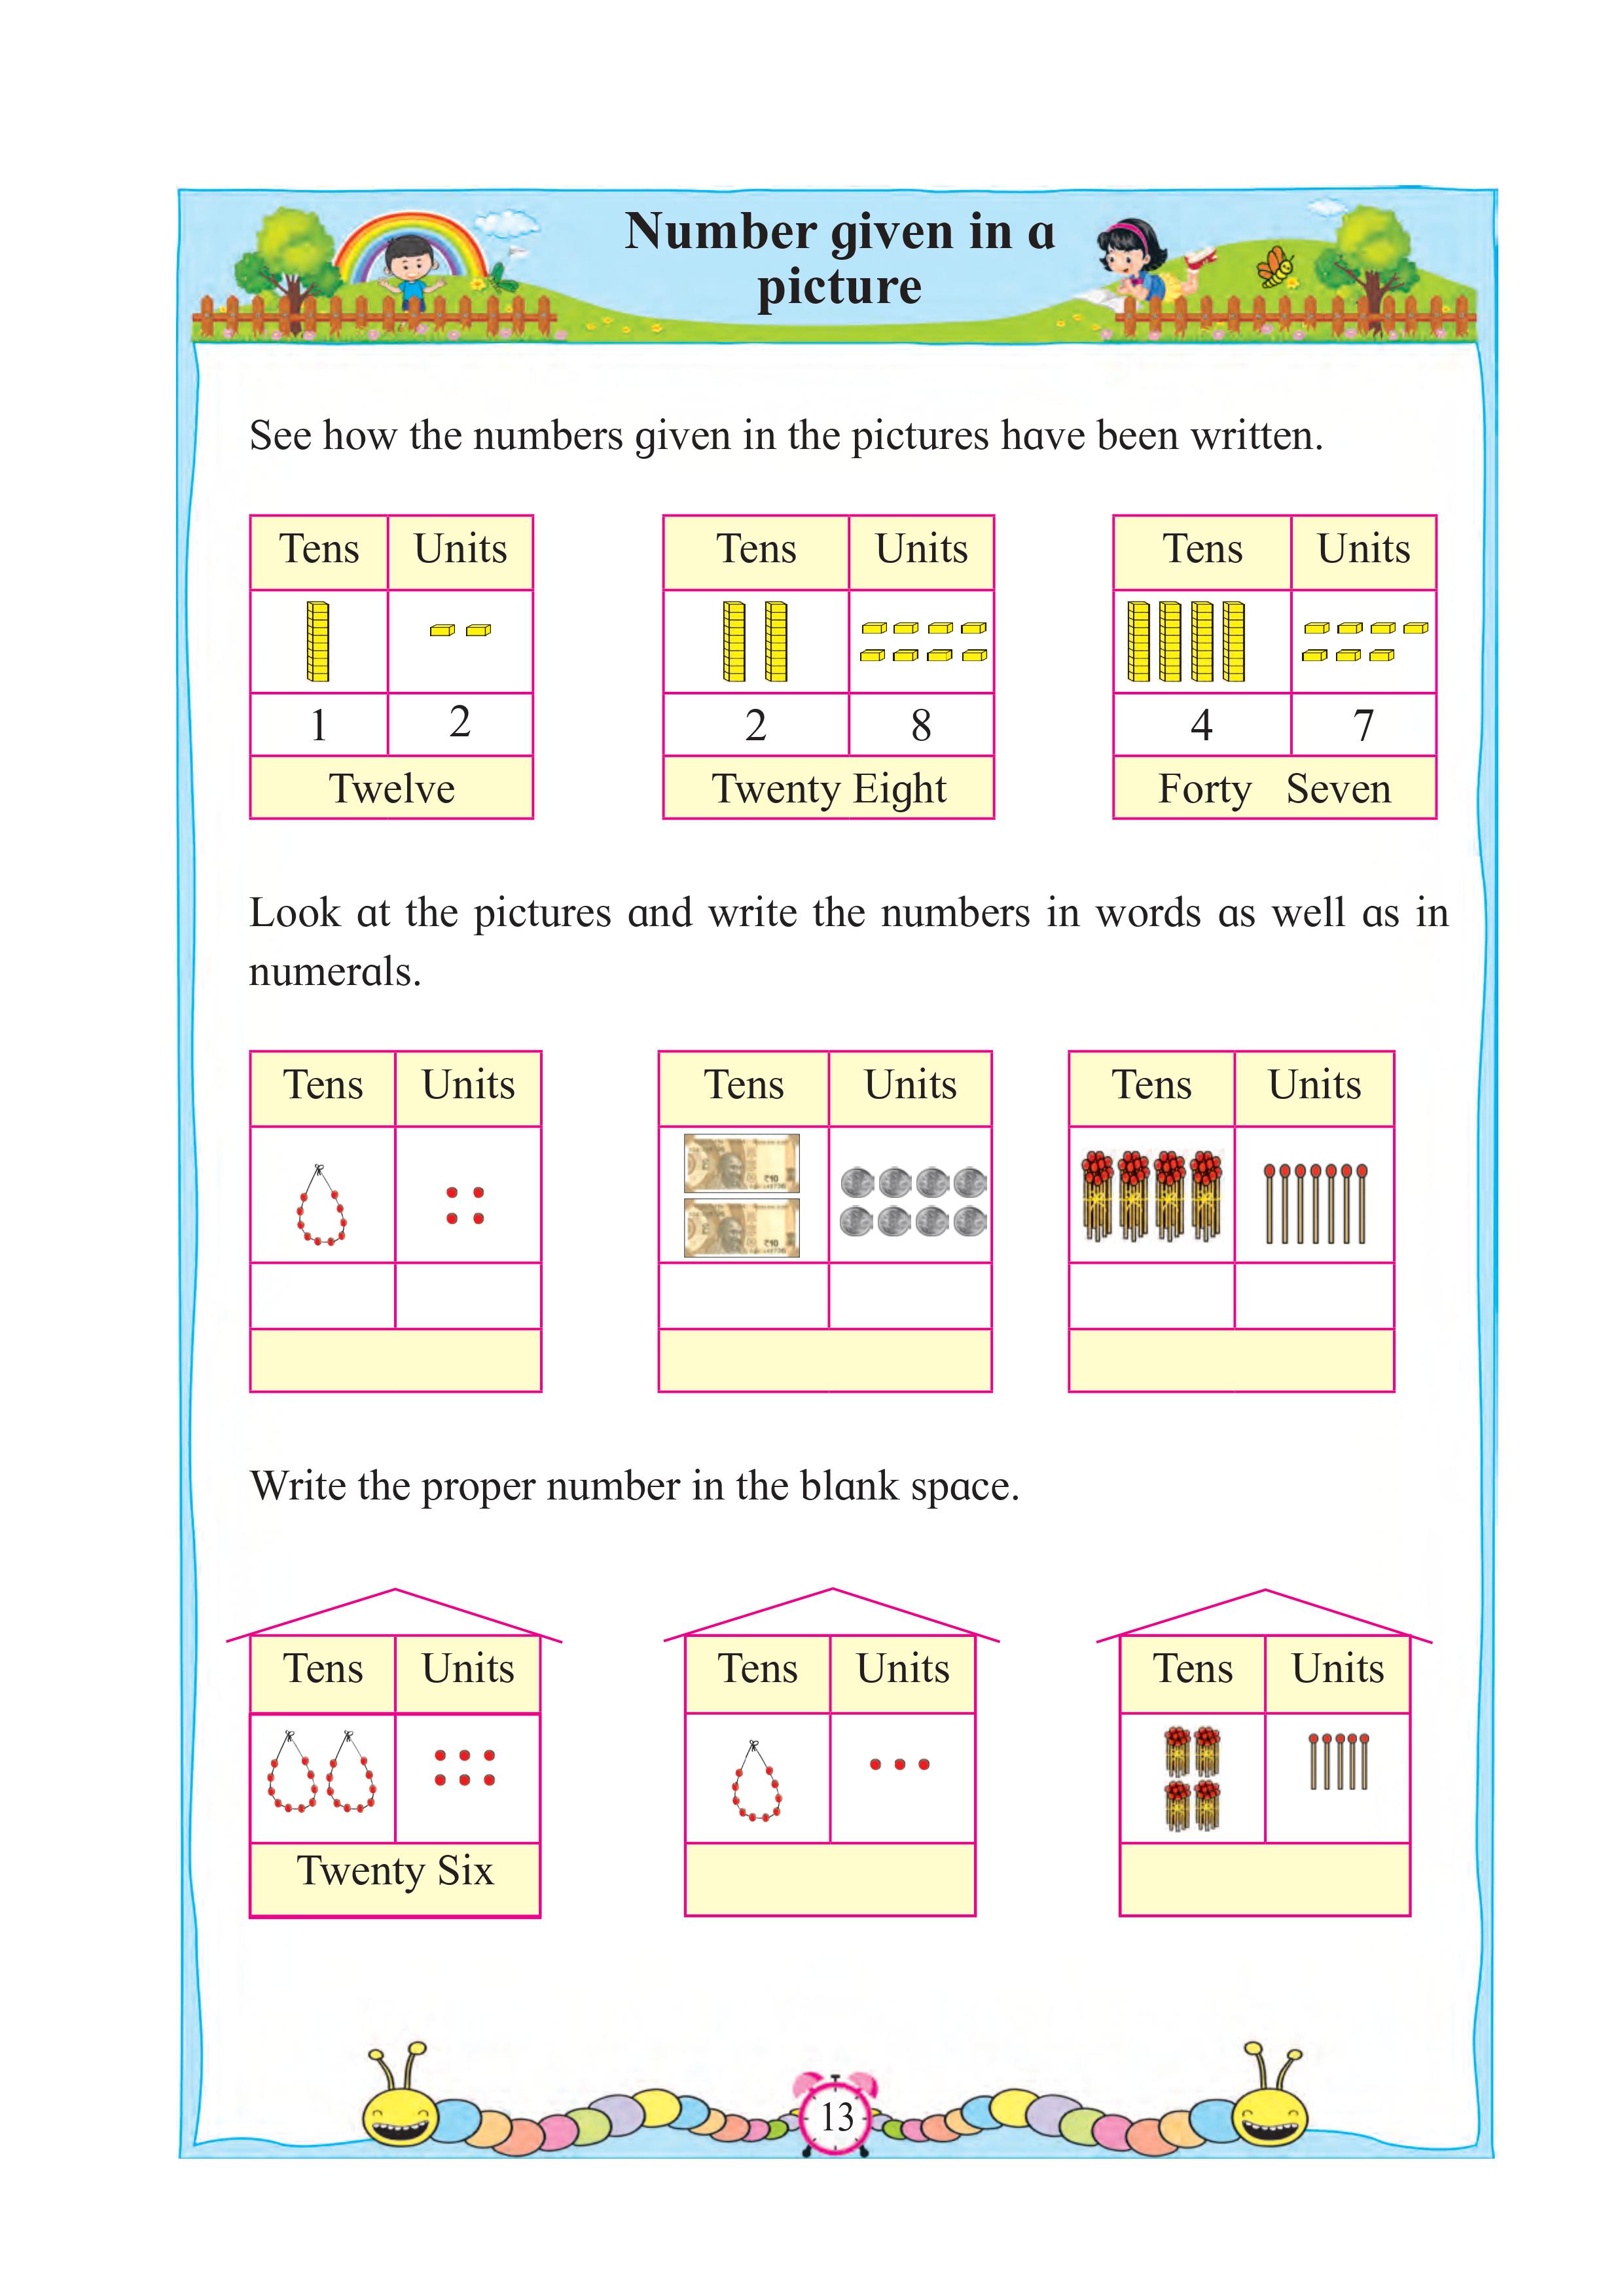 Number given in a
picture
See how the numbers given in the pictures have been written.
Tens Units
1 2
Twelve
Tens Units
2 8
Twenty Eight
Tens Units
4 7
Forty Seven
Look at the pictures and write the numbers in words as well as in
numerals.
Tens Units
Tens Units
₹10
₹10
Tens Units
Write the proper number in the blank space.
Tens Units
Twenty Six
Tens Units
Tens Units
13